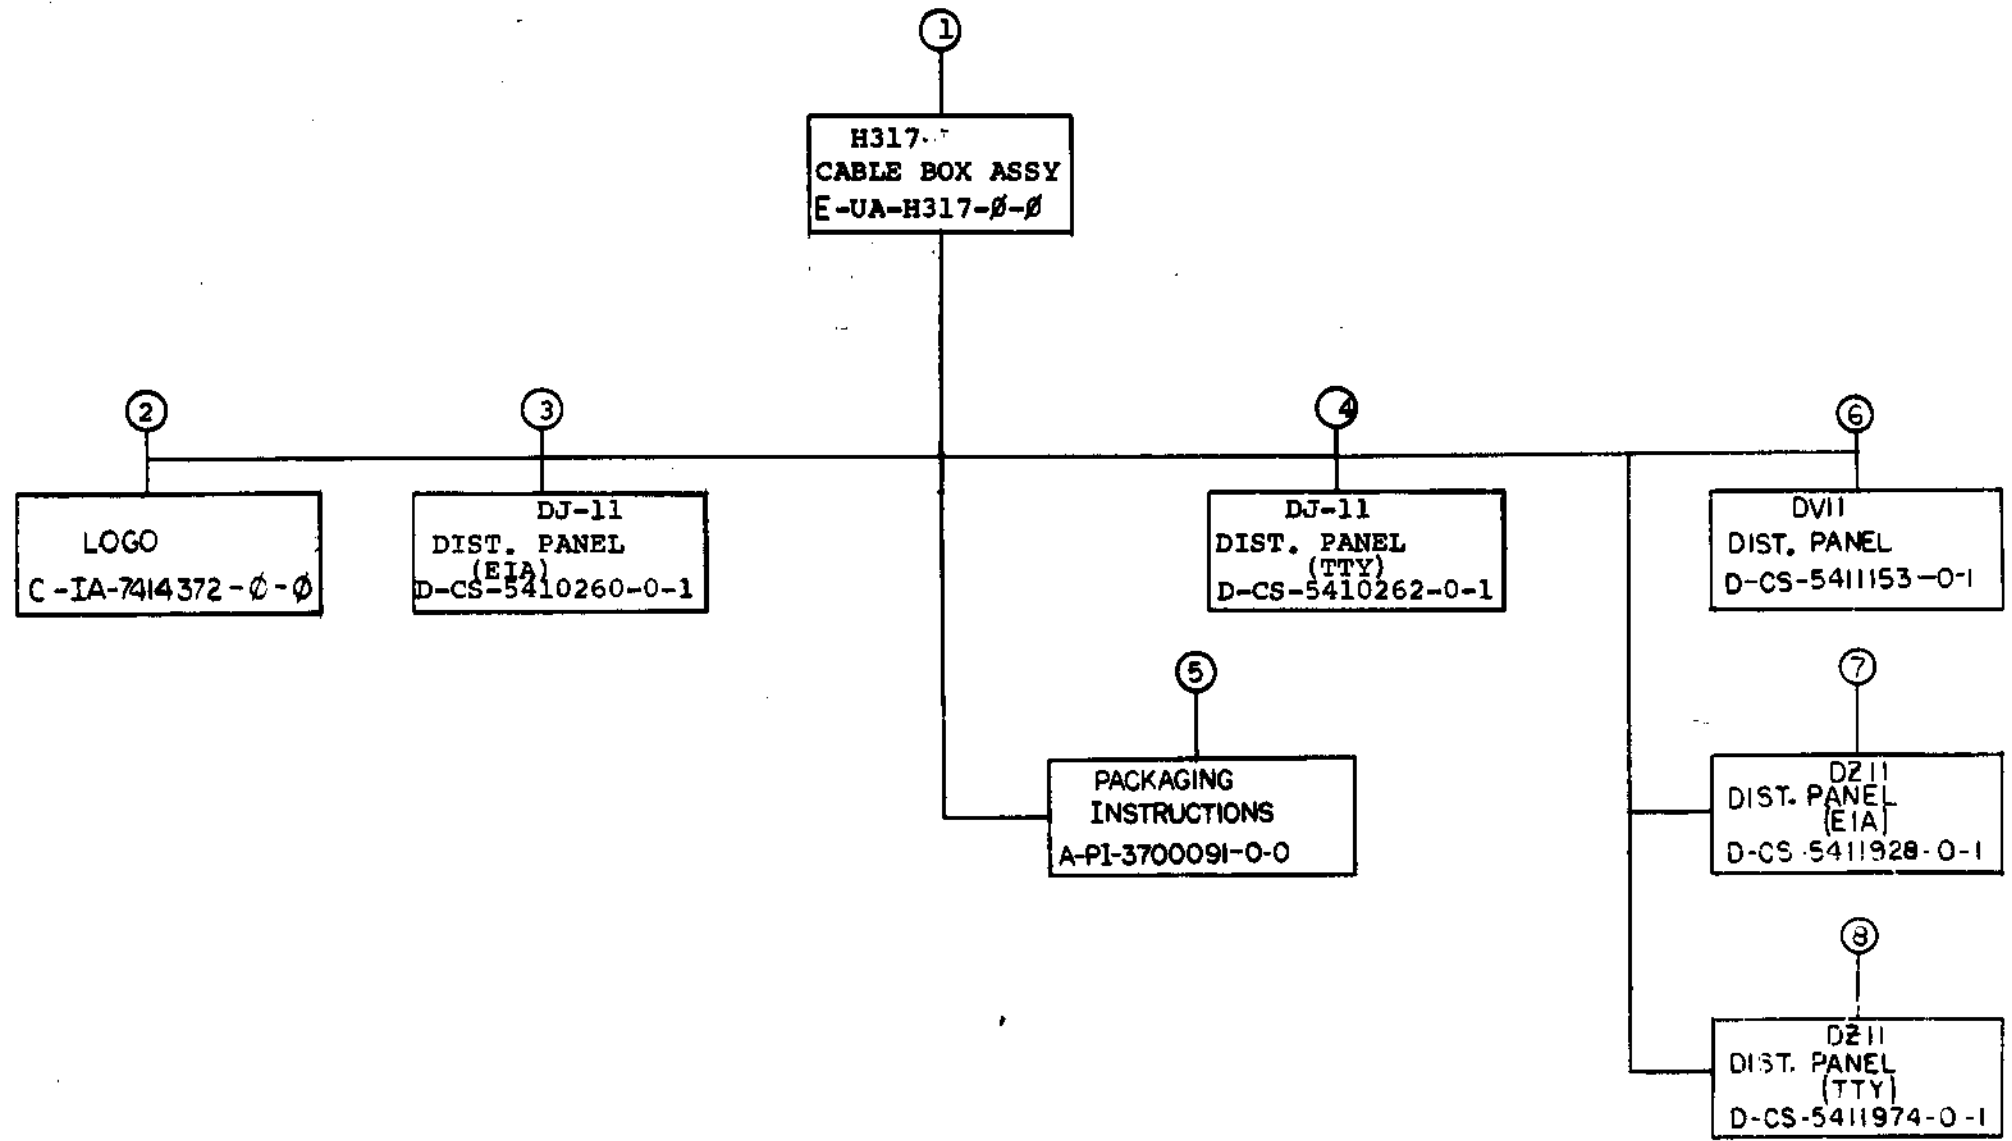 1
H317-
CABLE BOX ASSY
E-UA-H317-Ø-Ø
2
LOGO
C-IA-7414372-Ø-Ø
3
DJ-11
DIST. PANEL
(EIA)
D-CS-5410260-0-1
4
DJ-11
DIST. PANEL
(TTY)
D-CS-5410262-0-1
6
DV11
DIST. PANEL
D-CS-5411153-0-1
5
PACKAGING
INSTRUCTIONS
A-PI-3700091-0-0
7
DZ11
DIST. PANEL
(EIA)
D-CS-5411928-0-1
8
DZ11
DIST. PANEL
(TTY)
D-CS-5411974-0-1